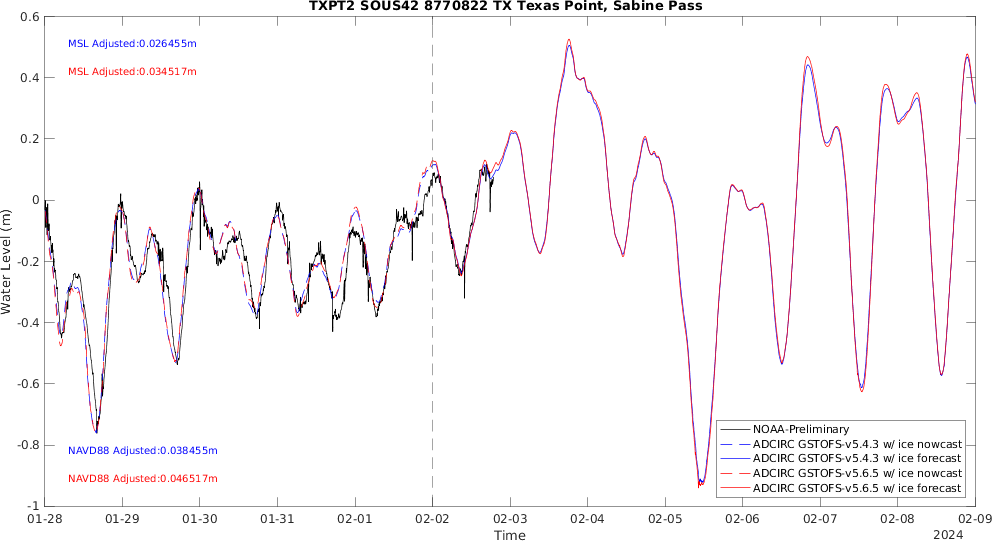 TXPT2 SOUS42 8770822 TX Texas Point, Sabine Pass
0.6
0.4
0.2
0
-0.2
-0.4
-0.6
-0.8
-1
Water Level (m)
MSL Adjusted:0.026455m
MSL Adjusted:0.034517m
NAVD88 Adjusted:0.038455m
NAVD88 Adjusted:0.046517m
NOAA-Preliminary
ADCIRC GSTOFS-v5.4.3 w/ ice nowcast
ADCIRC GSTOFS-v5.4.3 w/ ice forecast
ADCIRC GSTOFS-v5.6.5 w/ ice nowcast
ADCIRC GSTOFS-v5.6.5 w/ ice forecast
01-28 01-29 01-30 01-31 02-01 02-02 02-03 02-04 02-05 02-06 02-07 02-08 02-09
Time
2024